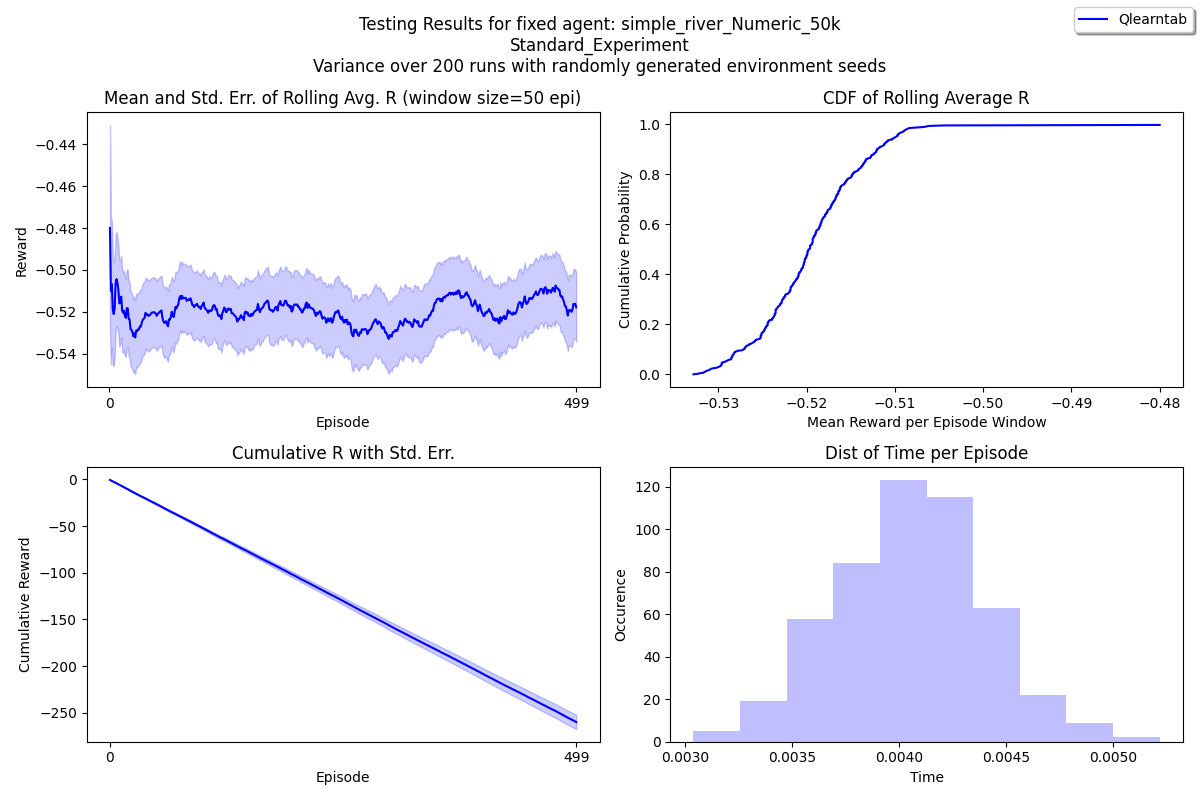 Testing Results for fixed agent: simple_river_Numeric_50k
Standard_Experiment
Variance over 200 runs with randomly generated environment seeds
Qlearntab
Mean and Std. Err. of Rolling Avg. R (window size=50 epi)
Reward
−0.44
−0.46
−0.48
−0.50
−0.52
−0.54
0
499
Episode
CDF of Rolling Average R
Cumulative Probability
1.0
0.8
0.6
0.4
0.2
0.0
−0.53
−0.52
−0.51
−0.50
−0.49
−0.48
Mean Reward per Episode Window
Cumulative R with Std. Err.
Cumulative Reward
0
−50
−100
−150
−200
−250
0
499
Episode
Dist of Time per Episode
Occurence
120
100
80
60
40
20
0
0.0030
0.0035
0.0040
0.0045
0.0050
Time